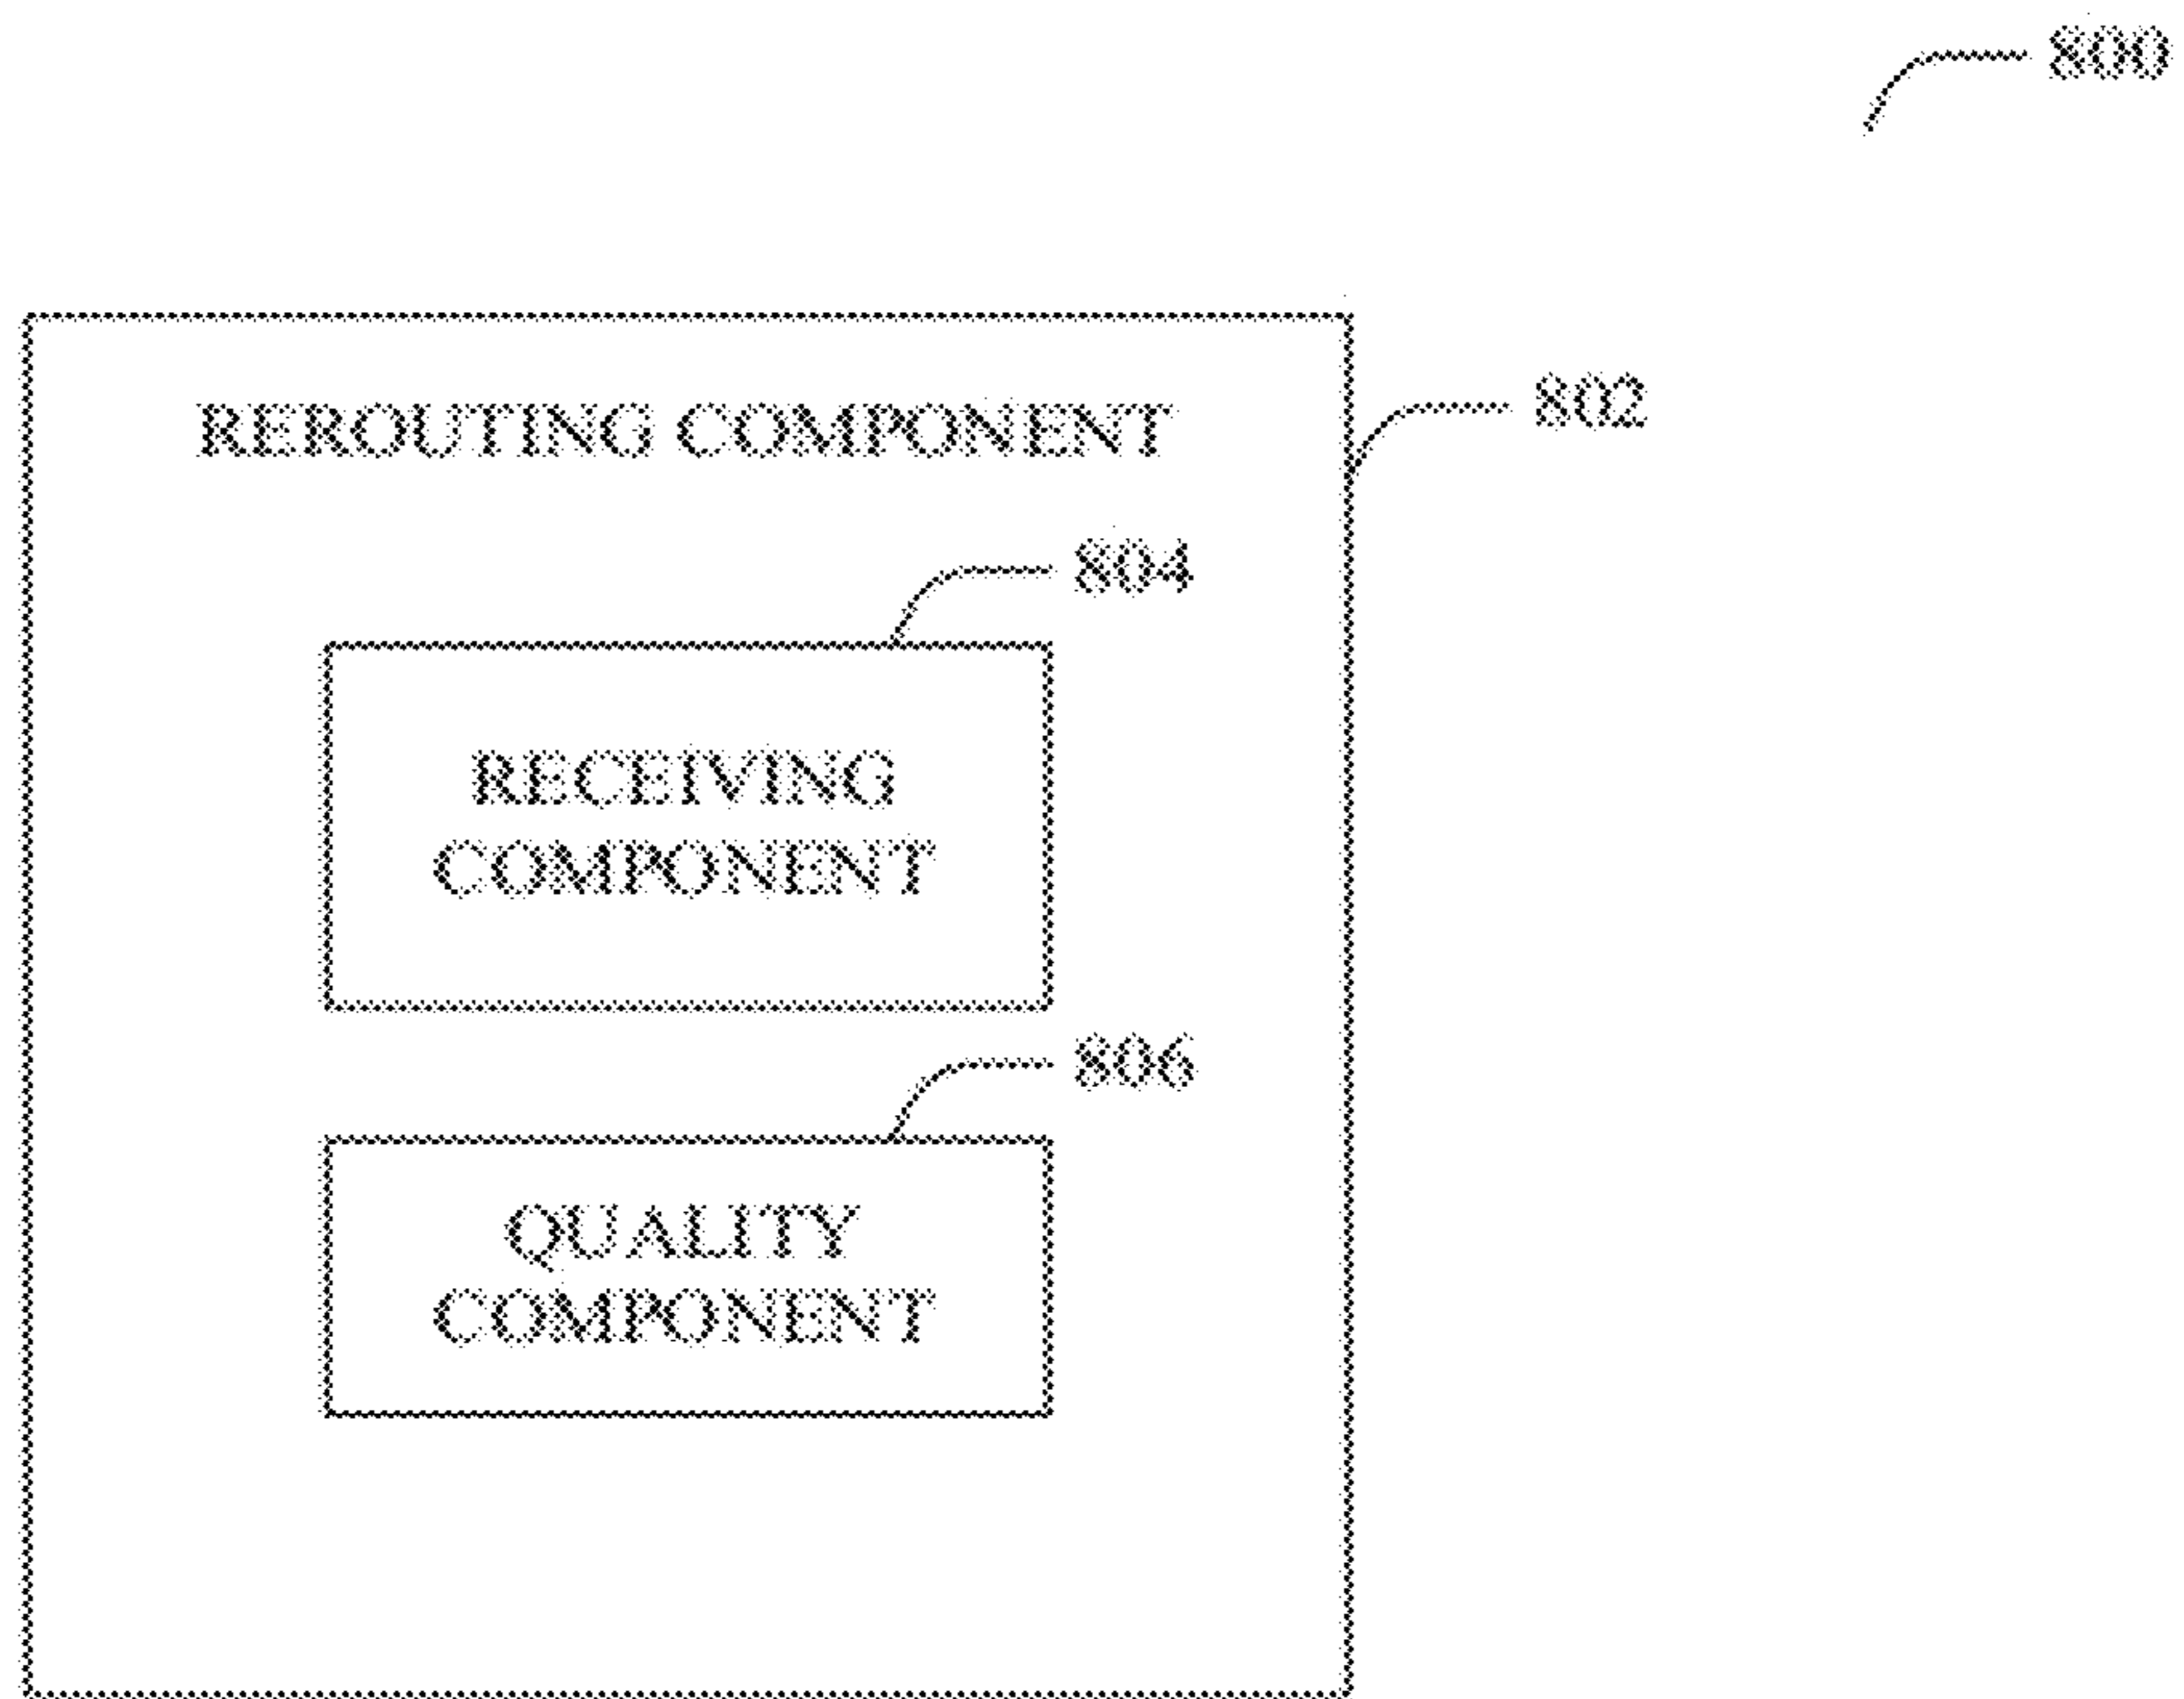 800
REROUTING COMPONENT
802
804
RECEIVING
COMPONENT
806
QUALITY
COMPONENT